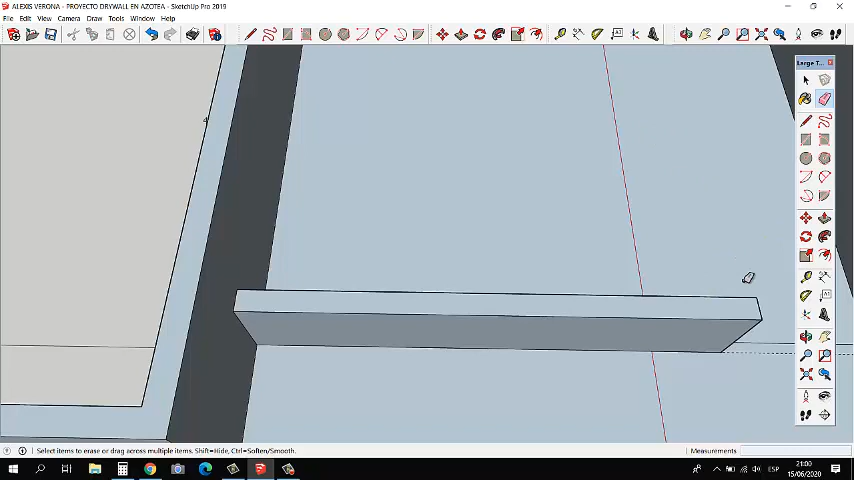 ALEXIS VERONA - PROYECTO DRYWALL EN AZOTEA - SketchUp Pro 2019
File Edit View Camera Draw Tools Window Help
Large T...
Select items to erase or drag across multiple items. Shift=Hide, Ctrl=Soften/Smooth.
Measurements
ESP
21:00
15/06/2020